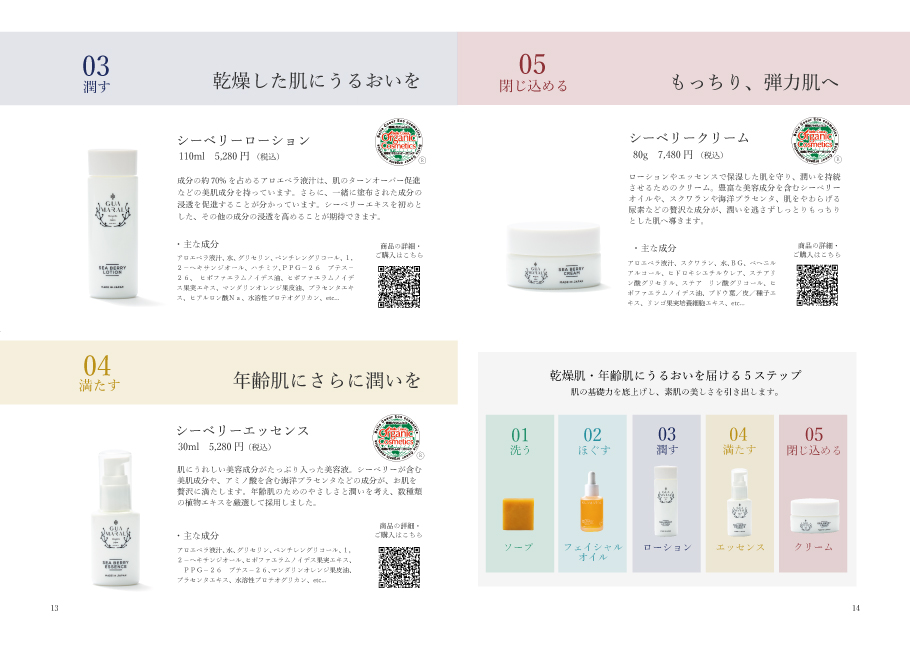 03
潤す
乾燥した肌にうるおいを
シーベリーローション
110ml 5,280 円 （税込）
成分の約 70% を占めるアロエベラ液汁は、肌のターンオーバー促進
などの美肌成分を持っています。さらに、一緒に塗布された成分の
浸透を促進することが分かっています。シーベリーエキスを初めと
した、その他の成分の浸透を高めることが期待できます。
・主な成分
アロエベラ液汁、水、グリセリン、ペンチレングリコール、１，
２－ヘキサンジオール、ハチミツ、ＰＰＧ－２６ ブテス－
２６、 ヒポファエラムノイデス油、ヒポファエラムノイデ
ス果実エキス、マンダリンオレンジ果皮油、プラセンタエキ
ス、ヒアルロン酸Ｎａ、水溶性プロテオグリカン、etc...
商品の詳細・
ご購入はこちら
Organic
Cosmetics
GUA
MARAL
SEA BERRY
LOTION
MADE IN JAPAN
04
満たす
年齢肌にさらに潤いを
シーベリーエッセンス
30ml 5,280 円（税込）
肌にうれしい美容成分がたっぷり入った美容液。シーベリーが含む
美肌成分や、アミノ酸を含む海洋プラセンタなどの成分が、お肌を
贅沢に満たします。年齢肌のためのやさしさと潤いを考え、数種類
の植物エキスを厳選して採用しました。
・主な成分
アロエベラ液汁、水、グリセリン、ペンチレングリコール、１，
２－ヘキサンジオール、ヒポファエラムノイデス果実エキス、
ＰＰＧ－２６ ブテス－２６、マンダリンオレンジ果皮油、
プラセンタエキス、水溶性プロテオグリカン、etc...
商品の詳細・
ご購入はこちら
Organic
Cosmetics
GUA
MARAL
SEA BERRY
ESSENCE
MADE IN JAPAN
13
05
閉じ込める
もっちり、弾力肌へ
シーベリークリーム
80g 7,480 円 （税込）
ローションやエッセンスで保湿した肌を守り、潤いを持続
させるためのクリーム。豊富な美容成分を含むシーベリー
オイルや、スクワランや海洋プラセンタ、肌をやわらげる
尿素などの贅沢な成分が、潤いを逃さずしっとりもっちり
とした肌へ導きます。
・主な成分
アロエベラ液汁、スクワラン、水、ＢＧ、ベヘニル
アルコール、ヒドロキシエチルウレア、ステアリ
ン酸グリセリル、ステア リン酸グリコール、ヒ
ポファエラムノイデス油、ブドウ葉／皮／種子エ
キス、リンゴ果実培養細胞エキス、etc...
商品の詳細・
ご購入はこちら
Organic
Cosmetics
GUA
MARAL
SEA BERRY
CREAM
MADE IN JAPAN
乾燥肌・年齢肌にうるおいを届ける 5 ステップ
肌の基礎力を底上げし、素肌の美しさを引き出します。
01
洗う
ソープ
02
ほぐす
フェイシャル
オイル
03
潤す
ローション
04
満たす
エッセンス
05
閉じ込める
クリーム
14